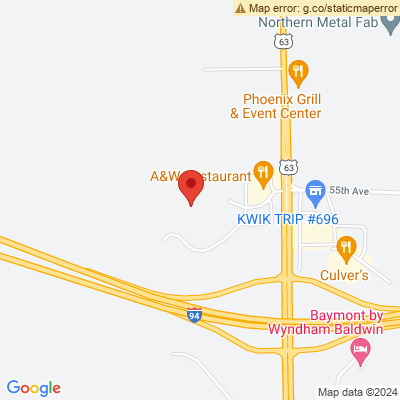 Map error: g.co/staticmaperror
Northern Metal Fab
63
Phoenix Grill
& Event Center
63
A&W Restaurant
55th Ave
KWIK TRIP #696
Culver's
94
Baymont by
Wyndham Baldwin
Google
Map data ©2024